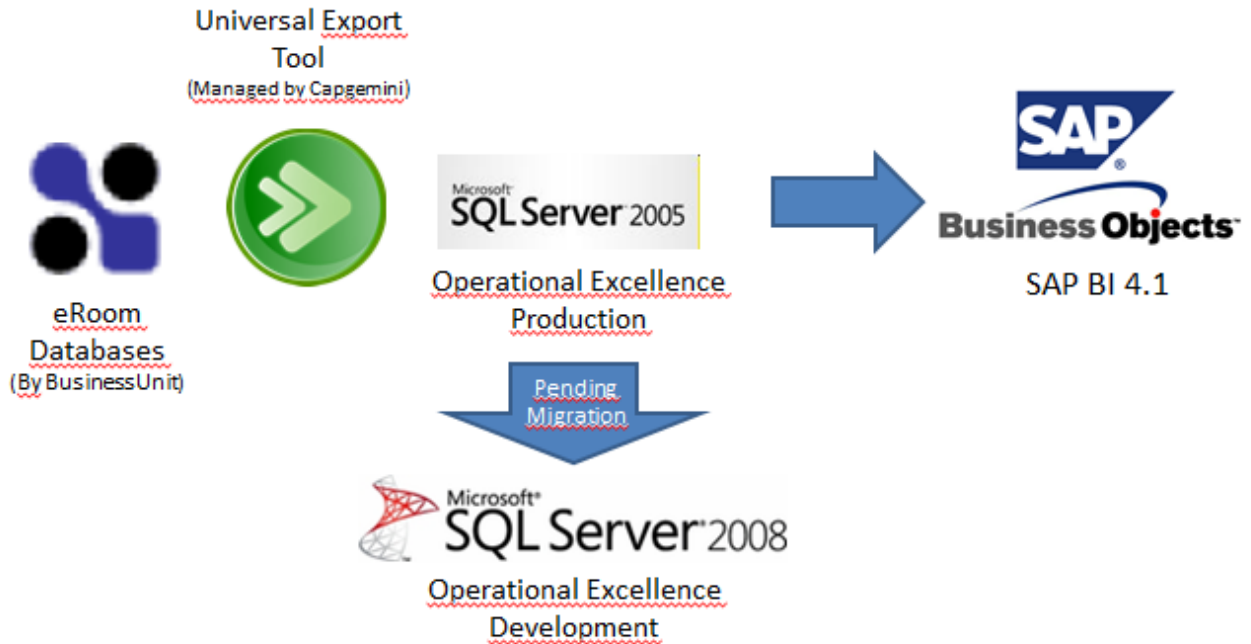 Universal Export
Tool
(Managed by Capgemini)
eRoom
Databases
(By BusinessUnit)
Microsoft
SQL Server 2005
Operational Excellence
Production
SAP
®
Business Objects™
SAP BI 4.1
Pending
Migration
Microsoft®
SQL Server 2008
Operational Excellence
Development